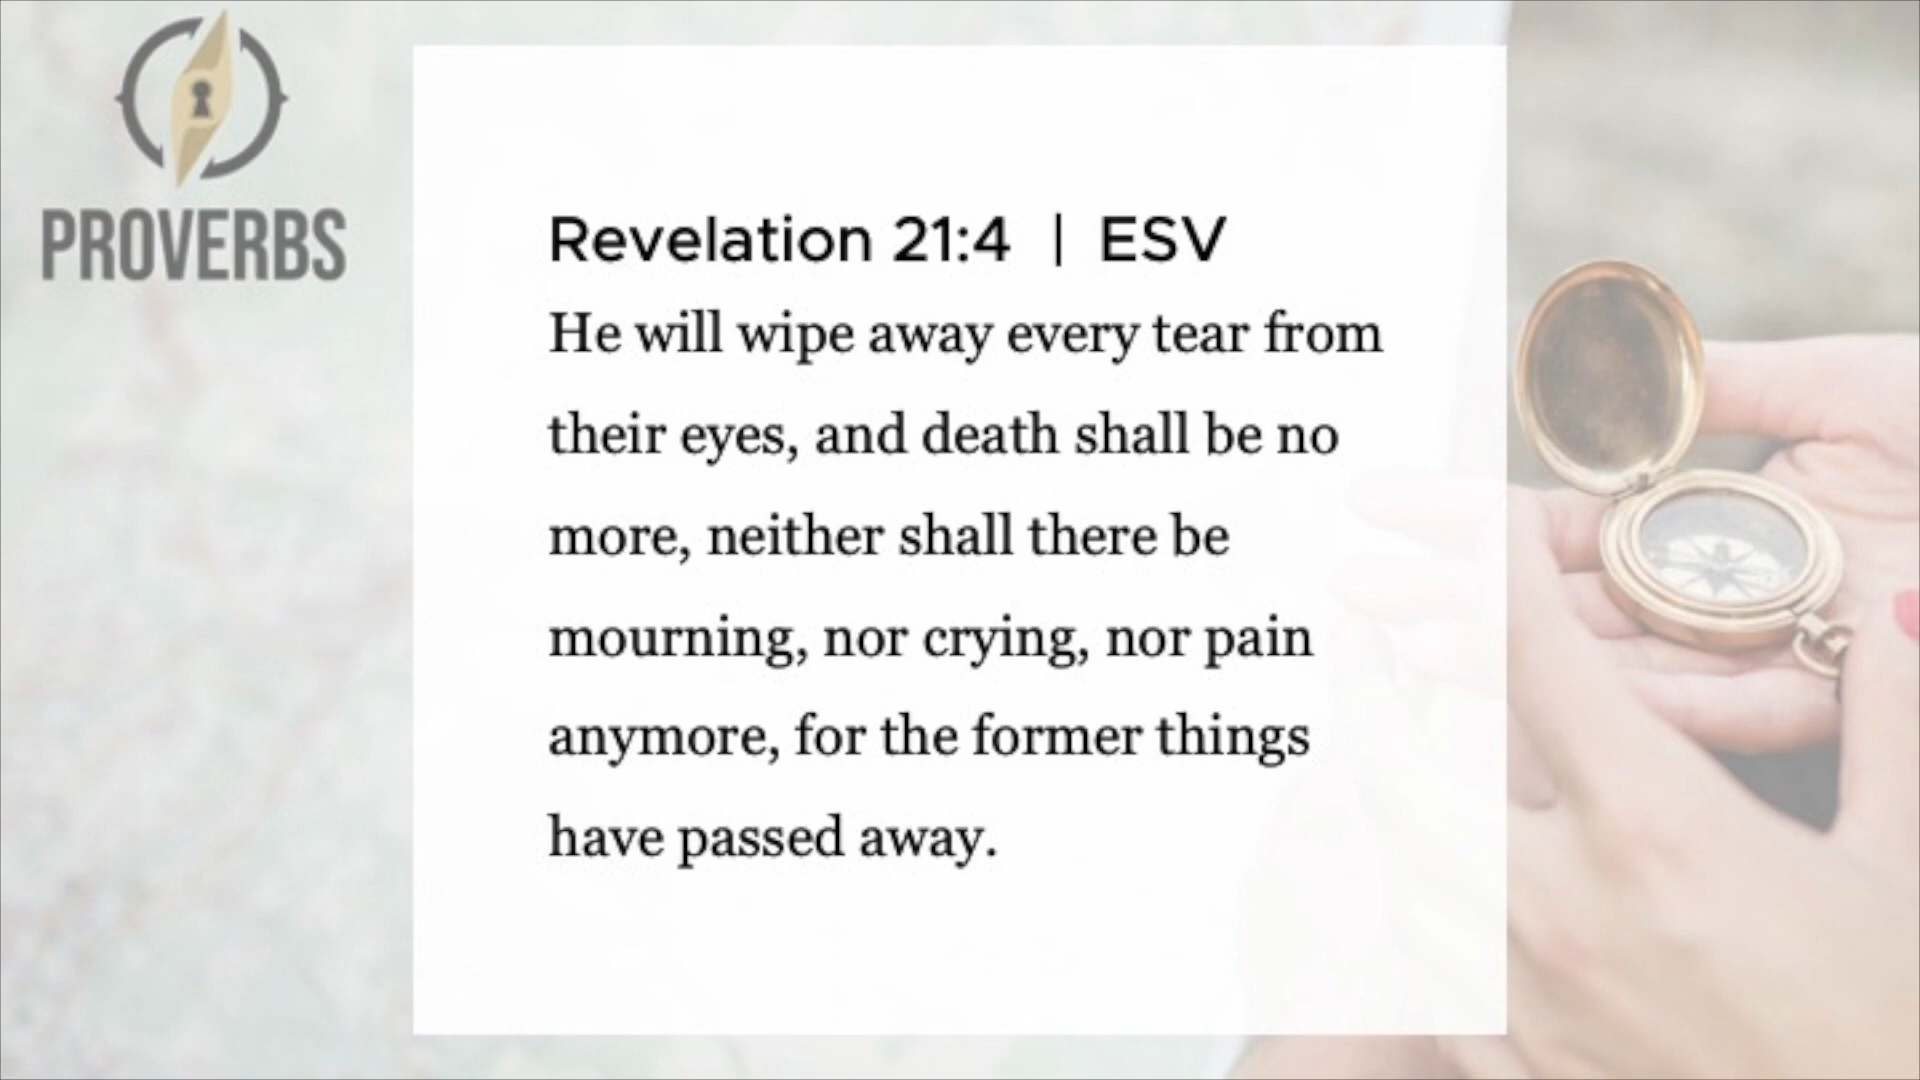 PROVERBS
Revelation 21:4 | ESV
He will wipe away every tear from
their eyes, and death shall be no
more, neither shall there be
mourning, nor crying, nor pain
anymore, for the former things
have passed away.